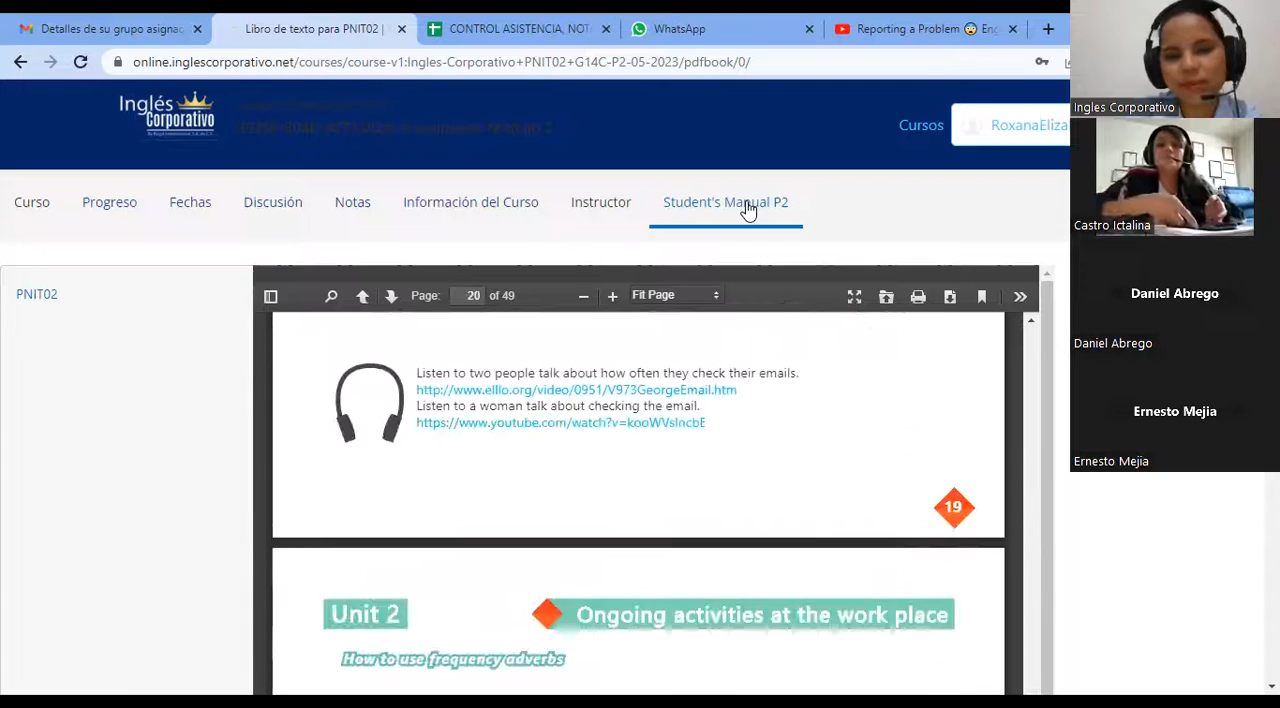 Detalles de su grupo asignac
Libro de texto para PNIT02 |
CONTROL ASISTENCIA, NOT
WhatsApp
Reporting a Problem 😨 Eng
online.inglescorporativo.net/courses/course-v1:Ingles-Corporativo+PNIT02+G14C-P2-05-2023/pdfbook/0/
Inglés
Corporativo
Cursos
RoxanaEliza
Curso
Progreso
Fechas
Discusión
Notas
Información del Curso
Instructor
Student's Manual P2
PNIT02
Page: 20 of 49
Fit Page
Listen to two people talk about how often they check their emails.
http://www.elllo.org/video/0951/V973GeorgeEmail.htm
Listen to a woman talk about checking the email.
https://www.youtube.com/watch?v=kooWVsIncbE
19
Unit 2
Ongoing activities at the work place
How to use frequency adverbs
Ingles Corporativo
Castro Ictalina
Daniel Abrego
Daniel Abrego
Ernesto Mejia
Ernesto Mejia